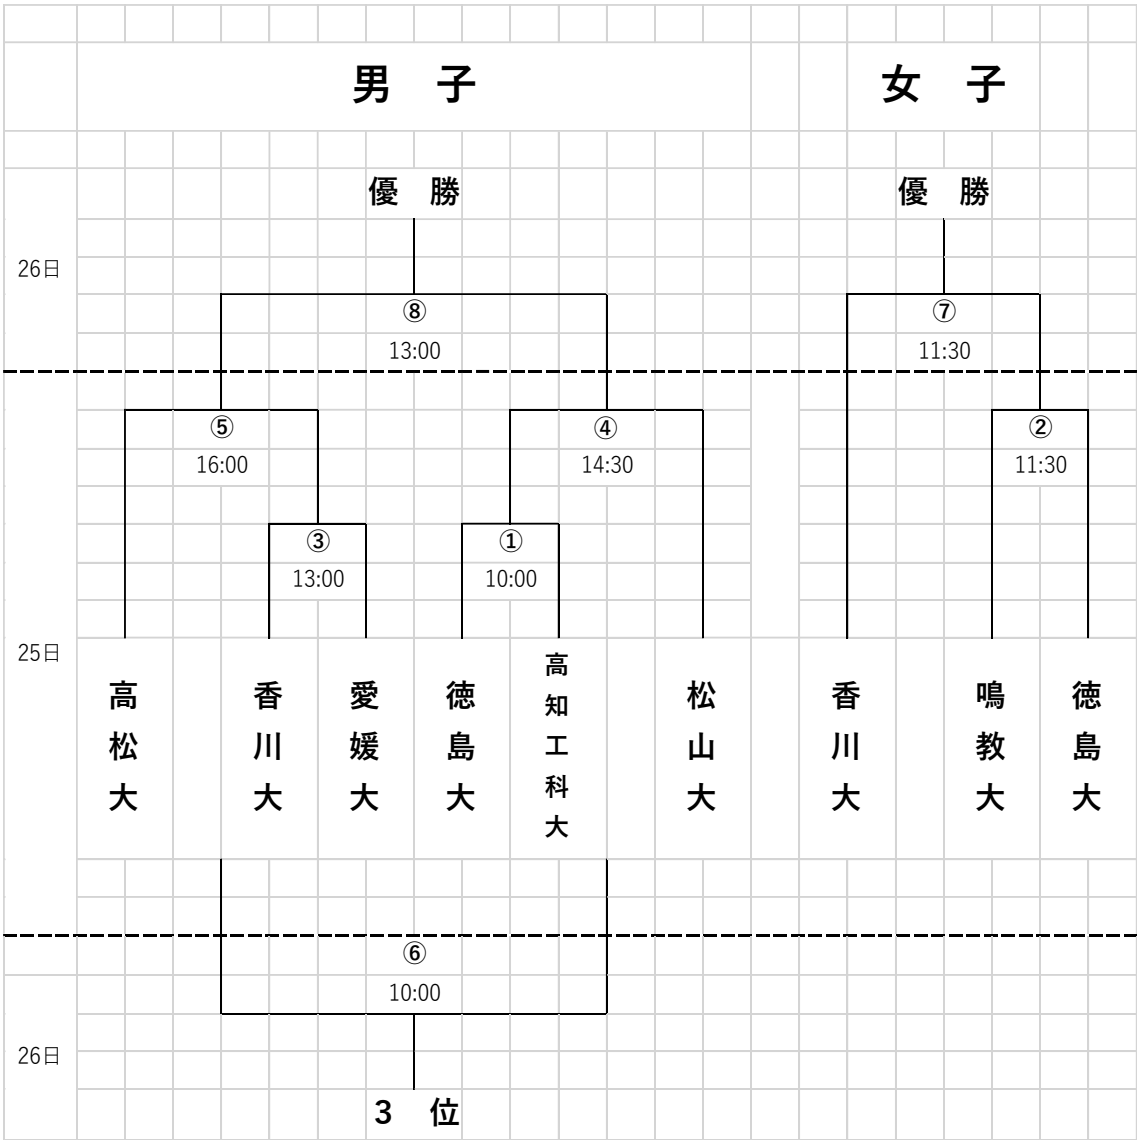 男 子
女 子
優 勝
優 勝
26日
⑧
⑦
13:00
11:30
⑤
④
②
16:00
14:30
11:30
③
①
13:00
10:00
25日
高松大
香川大
愛媛大
徳島大
高知工科大
松山大
香川大
鳴教大
徳島大
⑥
10:00
26日
3 位